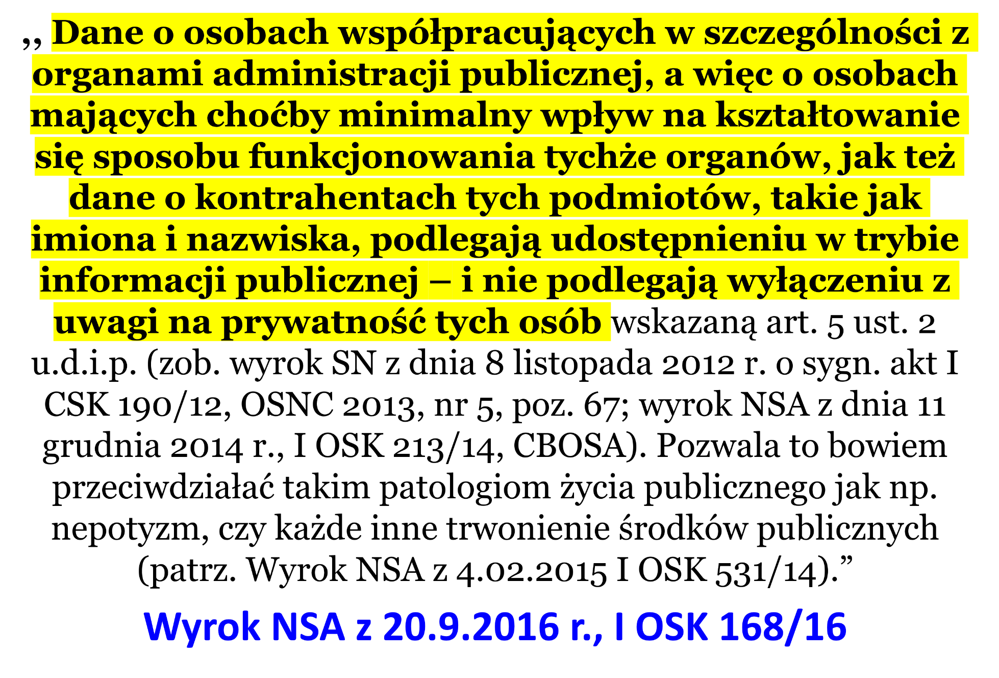 ,, Dane o osobach współpracujących w szczególności z
organami administracji publicznej, a więc o osobach
mających choćby minimalny wpływ na kształtowanie
się sposobu funkcjonowania tychże organów, jak też
dane o kontrahentach tych podmiotów, takie jak
imiona i nazwiska, podlegają udostępnieniu w trybie
informacji publicznej – i nie podlegają wyłączeniu z
uwagi na prywatność tych osób wskazaną art. 5 ust. 2
u.d.i.p. (zob. wyrok SN z dnia 8 listopada 2012 r. o sygn. akt I
CSK 190/12, OSNC 2013, nr 5, poz. 67; wyrok NSA z dnia 11
grudnia 2014 r., I OSK 213/14, CBOSA). Pozwala to bowiem
przeciwdziałać takim patologiom życia publicznego jak np.
nepotyzm, czy każde inne trwonienie środków publicznych
(patrz. Wyrok NSA z 4.02.2015 I OSK 531/14).”
Wyrok NSA z 20.9.2016 r., I OSK 168/16